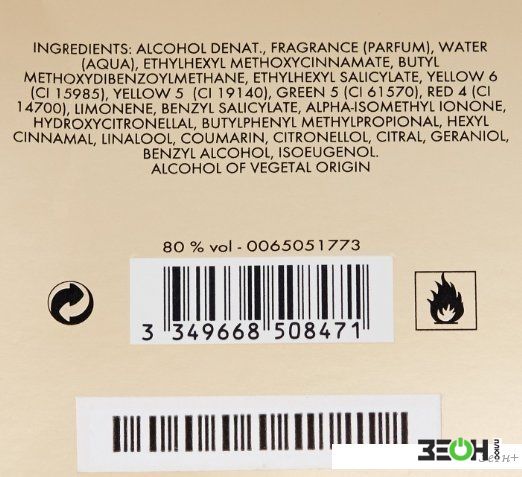 INGREDIENTS: ALCOHOL DENAT., FRAGRANCE (PARFUM), WATER
(AQUA), ETHYLHEXYL METHOXYCINNAMATE, BUTYL
METHOXYDIBENZOYLMETHANE, ETHYLHEXYL SALICYLATE, YELLOW 6
(CI 15985), YELLOW 5 (CI 19140), GREEN 5 (CI 61570), RED 4 (CI
14700), LIMONENE, BENZYL SALICYLATE, ALPHA-ISOMETHYL IONONE,
HYDROXYCITRONELLAL, BUTYLPHENYL METHYLPROPIONAL, HEXYL
CINNAMAL, LINALOOL, COUMARIN, CITRONELLOL, CITRAL, GERANIOL,
BENZYL ALCOHOL, ISOEUGENOL.
ALCOHOL OF VEGETAL ORIGIN
80 % vol - 0065051773
3 349668 508471
ЗЕОН